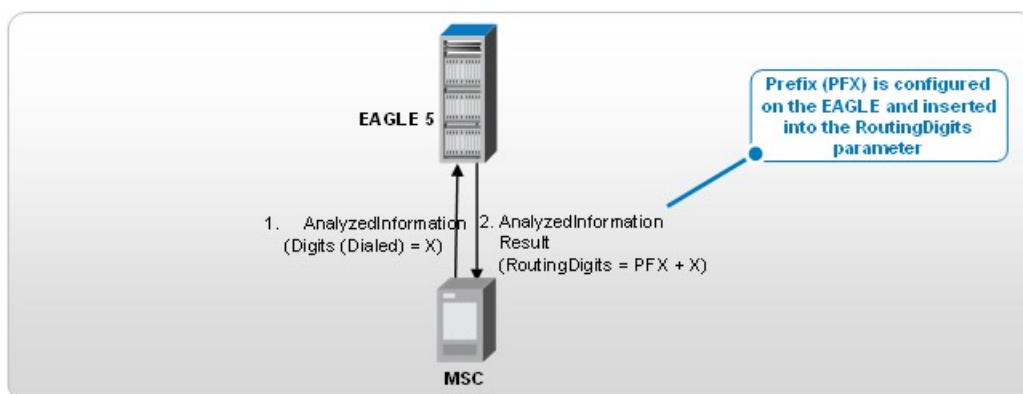 EAGLE 5
Prefix (PFX) is configured
on the EAGLE and inserted
into the RoutingDigits
parameter
1. AnalyzedInformation
(Digits (Dialed) = X)
2. AnalyzedInformation
Result
(RoutingDigits = PFX + X)
MSC